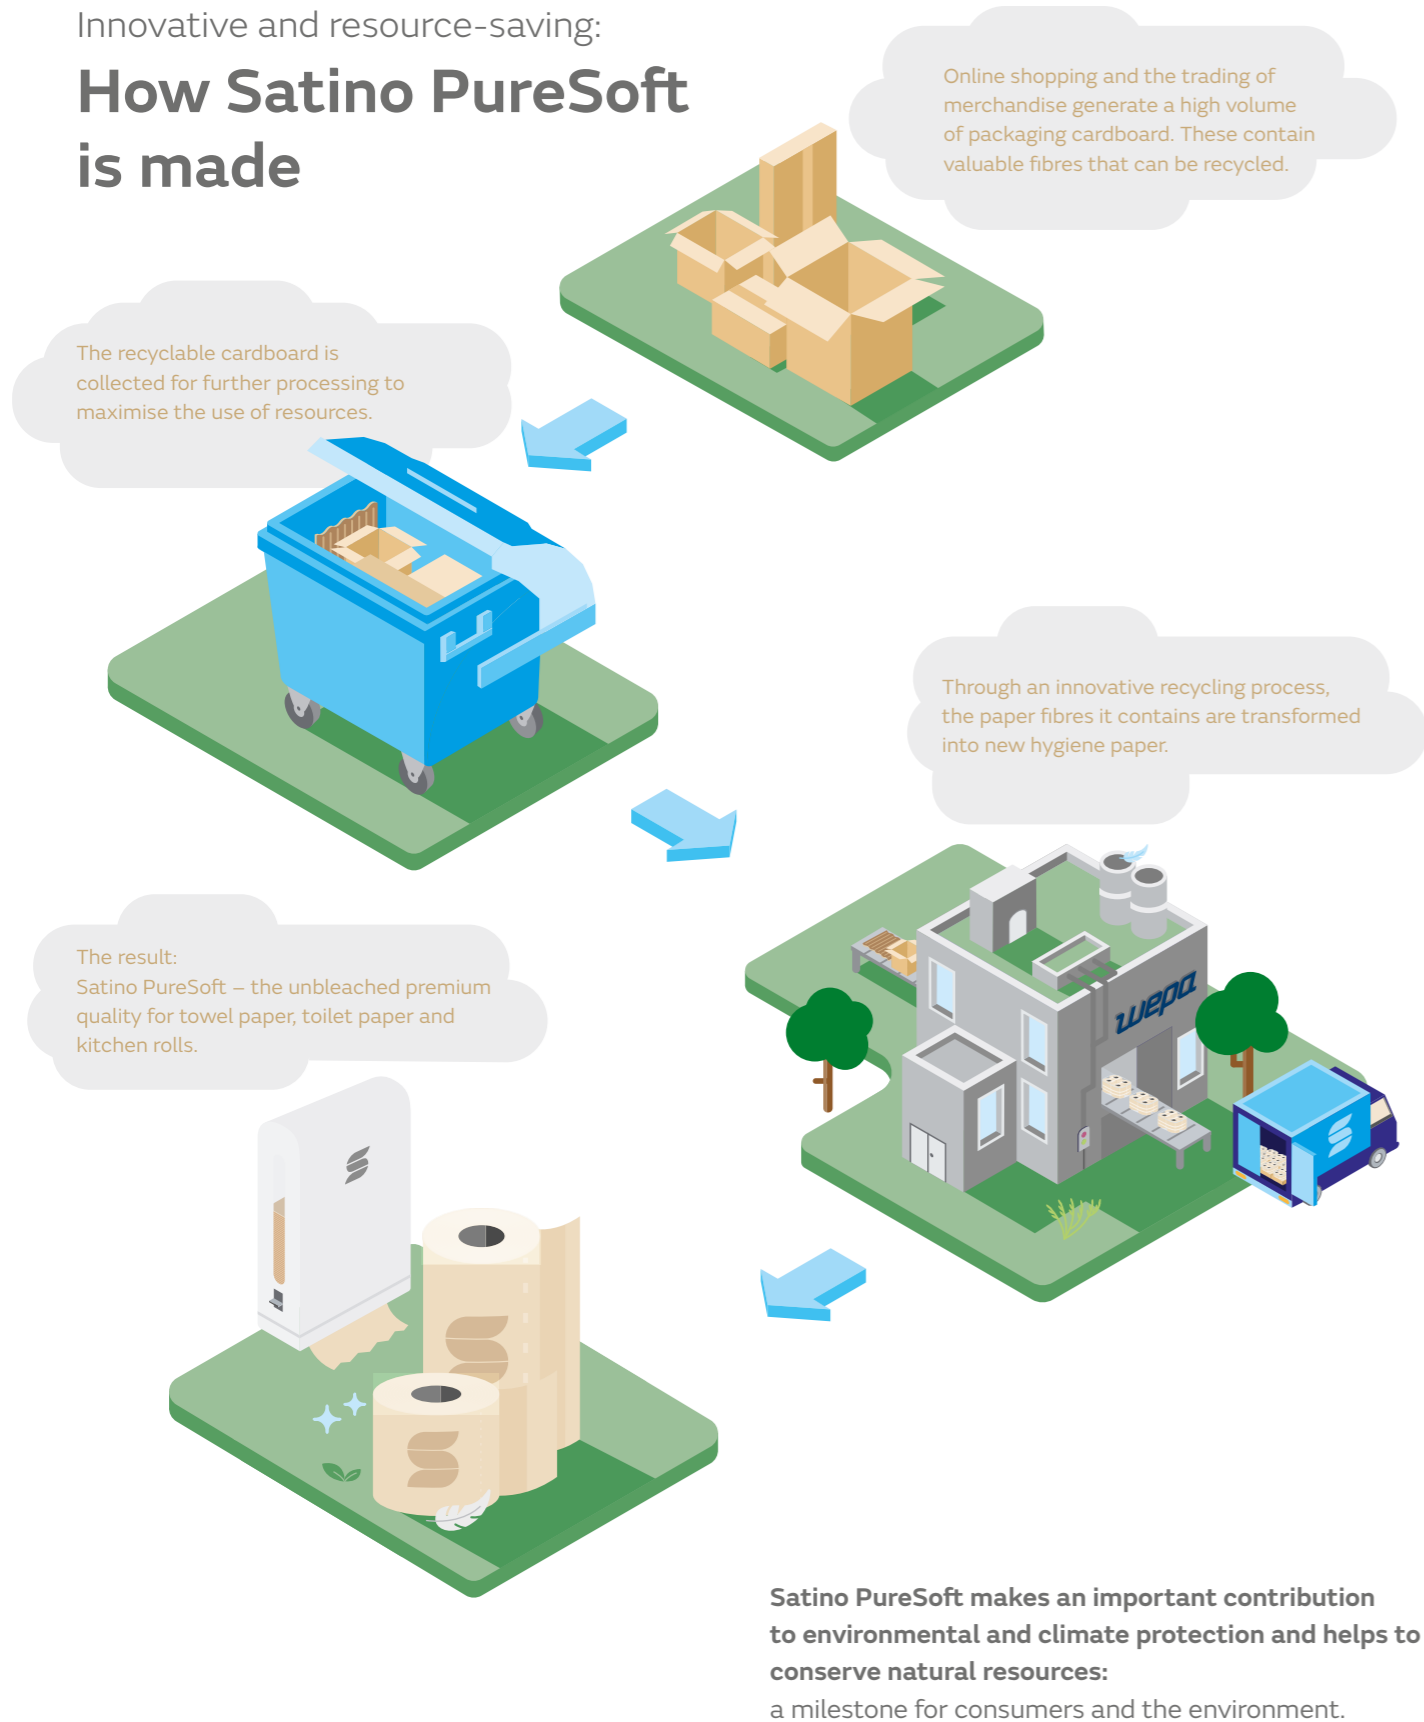 Innovative and resource-saving:
How Satino PureSoft
is made
Online shopping and the trading of
merchandise generate a high volume
of packaging cardboard. These contain
valuable fibres that can be recycled.
The recyclable cardboard is
collected for further processing to
maximise the use of resources.
Through an innovative recycling process,
the paper fibres it contains are transformed
into new hygiene paper.
wepa
The result:
Satino PureSoft – the unbleached premium
quality for towel paper, toilet paper and
kitchen rolls.
Satino PureSoft makes an important contribution
to environmental and climate protection and helps to
conserve natural resources:
a milestone for consumers and the environment.